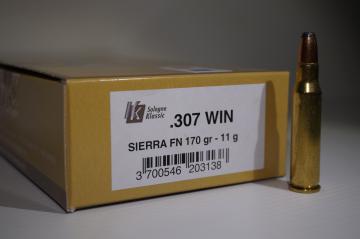 Sologne
Klassic
.307 WIN
SIERRA FN 170 gr - 11 g
3 700546 203138